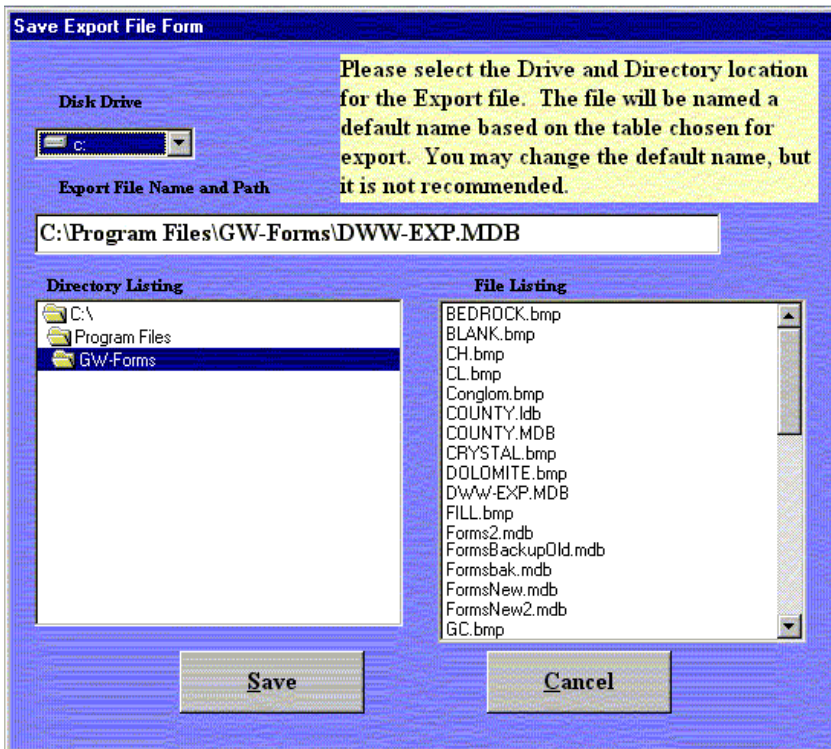 Save Export File Form
Disk Drive
Please select the Drive and Directory location
for the Export file. The file will be named a
default name based on the table chosen for
export. You may change the default name, but
it is not recommended.
c:
Export File Name and Path
C:\Program Files\GW-Forms\DWW-EXP.MDB
Directory Listing
C:\
Program Files
GW-Forms
File Listing
BEDROCK.bmp
BLANK.bmp
CH.bmp
CL.bmp
Conglom.bmp
COUNTY.ldb
COUNTY.MDB
CRYSTAL.bmp
DOLOMITE.bmp
DWW-EXP.MDB
FILL.bmp
Forms2.mdb
FormsBackupOld.mdb
Formsbak.mdb
FormsNew.mdb
FormsNew2.mdb
GC.bmp
Save
Cancel